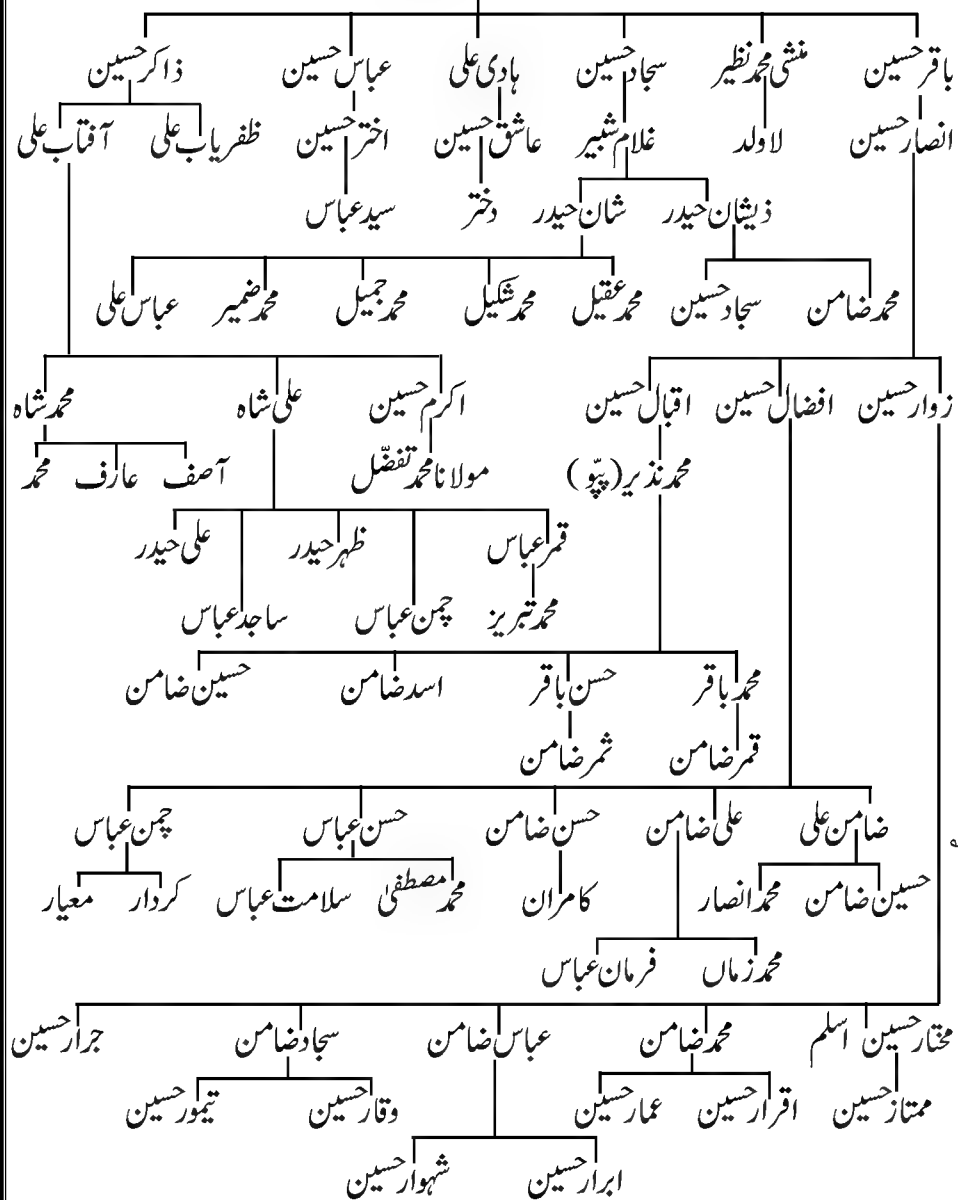 باقر حسین منشی محمد نظیر سجاد حسین ہادی علی عباس حسین ذاکر حسین
انصار حسین لاولد غلام شبیر عاشق حسین اختر حسین ظفریاب علی آفتاب علی
ذیشان حیدر شان حیدر دختر سید عباس
محمد ضامن سجاد حسین محمد عقیل محمد شکیل محمد جمیل محمد ضمیر عباس علی
زوار حسین افضال حسین اقبال حسین اکرم حسین علی شاہ محمد شاہ
محمد نذیر (پپّو) مولانا محمد تفضّل آصف عارف محمد
قمر عباس ظہر حیدر علی حیدر
محمد تبریز چمن عباس ساجد عباس
محمد باقر حسن باقر اسد ضامن حسین ضامن
قمر ضامن ثمر ضامن
ضامن علی علی ضامن حسن ضامن حسن عباس چمن عباس
حسین ضامن محمد انصار کامران محمد مصطفیٰ سلامت عباس کردار معیار
محمد زماں فرمان عباس
مختار حسین اسلم محمد ضامن عباس ضامن سجاد ضامن جرار حسین
ممتاز حسین اقرار حسین عمار حسین وقار حسین تیمور حسین
ابرار حسین شہوار حسین